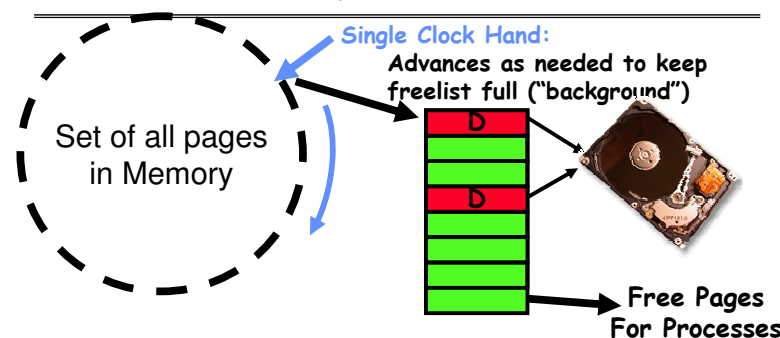 Single Clock Hand:
Advances as needed to keep
freelist full ("background")
Set of all pages
in Memory
D
D
Free Pages
For Processes